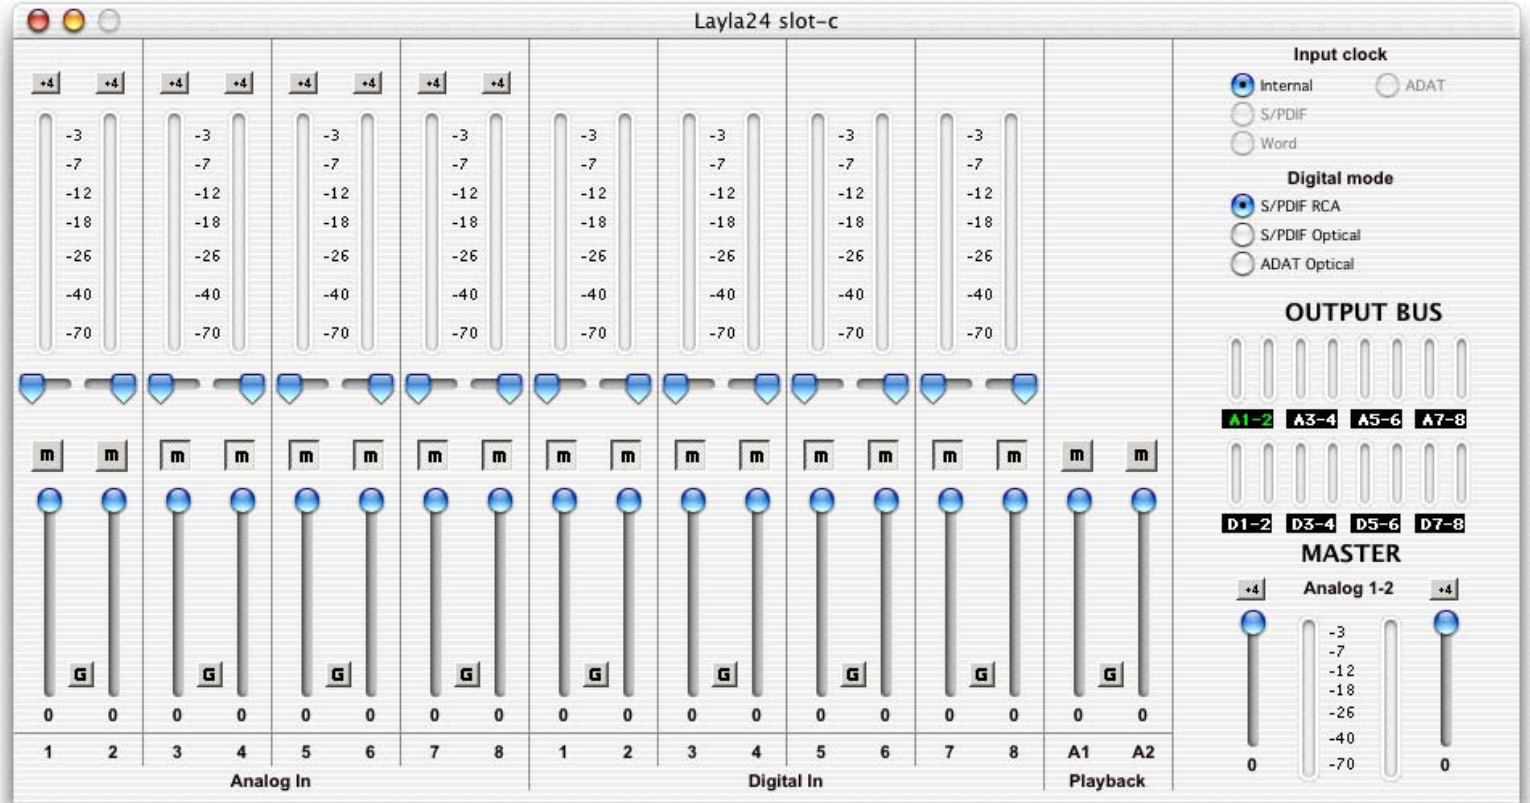 Layla24 slot-c
+4 +4 +4 +4 +4 +4 +4 +4
-3 -3 -3 -3 -3 -3 -3 -3
-7 -7 -7 -7 -7 -7 -7 -7
-12 -12 -12 -12 -12 -12 -12 -12
-18 -18 -18 -18 -18 -18 -18 -18
-26 -26 -26 -26 -26 -26 -26 -26
-40 -40 -40 -40 -40 -40 -40 -40
-70 -70 -70 -70 -70 -70 -70 -70
m m m m m m m m m m m m m m m m m m
G G G G G G G G G
0 0 0 0 0 0 0 0 0 0 0 0 0 0 0 0 0 0
1 2 3 4 5 6 7 8 1 2 3 4 5 6 7 8 A1 A2
Analog In Digital In Playback
Input clock
Internal ADAT
S/PDIF
Word
Digital mode
S/PDIF RCA
S/PDIF Optical
ADAT Optical
OUTPUT BUS
A1-2 A3-4 A5-6 A7-8
D1-2 D3-4 D5-6 D7-8
MASTER
+4 Analog 1-2 +4
-3
-7
-12
-18
-26
-40
0 -70 0